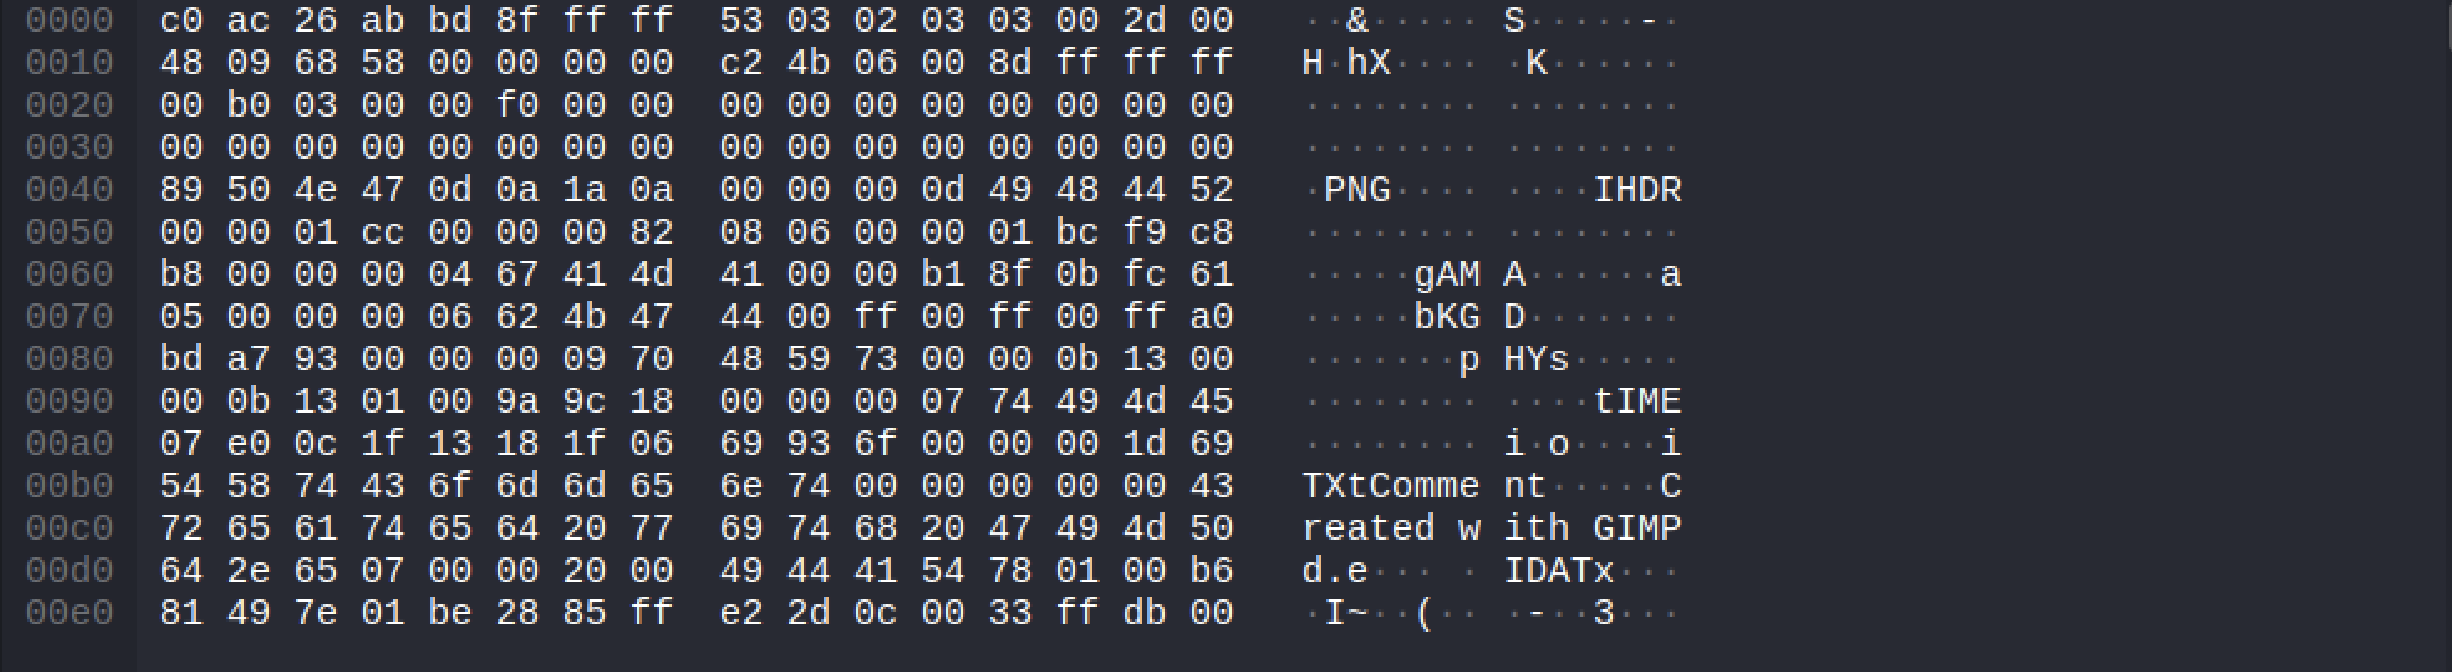 0000 c0 ac 26 ab bd 8f ff ff 53 03 02 03 03 00 2d 00 ··&····· S·····-·
0010 48 09 68 58 00 00 00 00 c2 4b 06 00 8d ff ff ff H·hX···· ·K······
0020 00 b0 03 00 00 f0 00 00 00 00 00 00 00 00 00 00 ········ ········
0030 00 00 00 00 00 00 00 00 00 00 00 00 00 00 00 00 ········ ········
0040 89 50 4e 47 0d 0a 1a 0a 00 00 00 0d 49 48 44 52 ·PNG···· ····IHDR
0050 00 00 01 cc 00 00 00 82 08 06 00 00 01 bc f9 c8 ········ ········
0060 b8 00 00 00 04 67 41 4d 41 00 00 b1 8f 0b fc 61 ·····gAM A······a
0070 05 00 00 00 06 62 4b 47 44 00 ff 00 ff 00 ff a0 ·····bKG D·······
0080 bd a7 93 00 00 00 09 70 48 59 73 00 00 0b 13 00 ·······p HYs·····
0090 00 0b 13 01 00 9a 9c 18 00 00 00 07 74 49 4d 45 ········ ····tIME
00a0 07 e0 0c 1f 13 18 1f 06 69 93 6f 00 00 00 1d 69 ········ i·o····i
00b0 54 58 74 43 6f 6d 6d 65 6e 74 00 00 00 00 00 43 TXtComme nt·····C
00c0 72 65 61 74 65 64 20 77 69 74 68 20 47 49 4d 50 reated w ith GIMP
00d0 64 2e 65 07 00 00 20 00 49 44 41 54 78 01 00 b6 d.e··· · IDATx···
00e0 81 49 7e 01 be 28 85 ff e2 2d 0c 00 33 ff db 00 ·I~··(·· ·-··3···